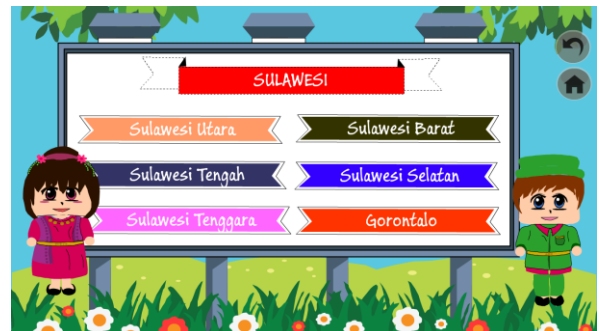 SULAWESI
Sulawesi Utara
Sulawesi Barat
Sulawesi Tengah
Sulawesi Selatan
Sulawesi Tenggara
Gorontalo